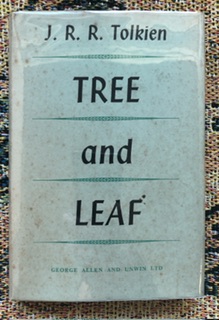 J. R. R. Tolkien
TREE
and
LEAF
GEORGE ALLEN AND UNWIN LTD